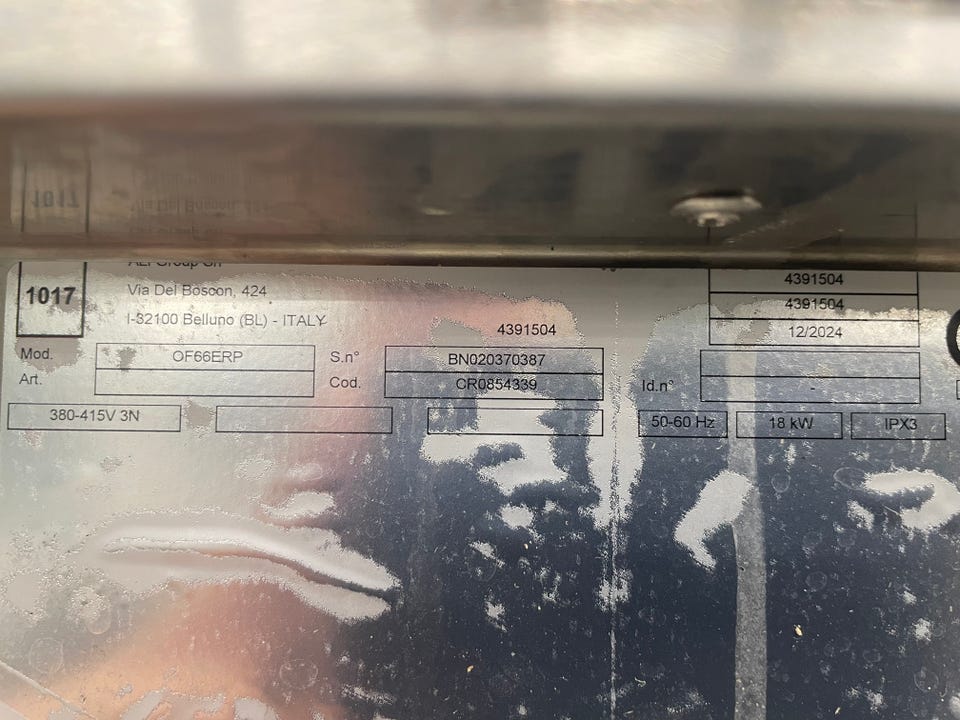 1017
Via Del Boscon, 424
I-32100 Belluno (BL) - ITALY
4391504
4391504
4391504
12/2024
Mod. OF66ERP S.n° BN020370387
Art. Cod. CR0854339 Id.n° -
380-415V 3N 50-60 Hz 18 kW IPX3